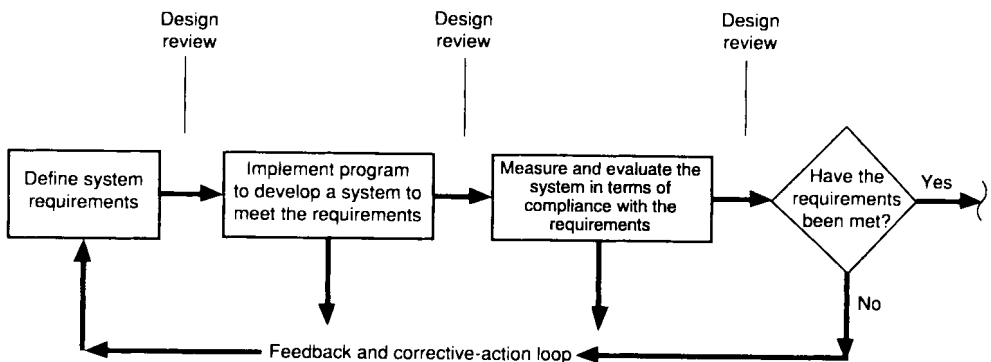 Design
review
Design
review
Design
review
Define system
requirements
Implement program
to develop a system to
meet the requirements
Measure and evaluate the
system in terms of
compliance with the
requirements
Have the
requirements
been met?
Yes
No
Feedback and corrective-action loop